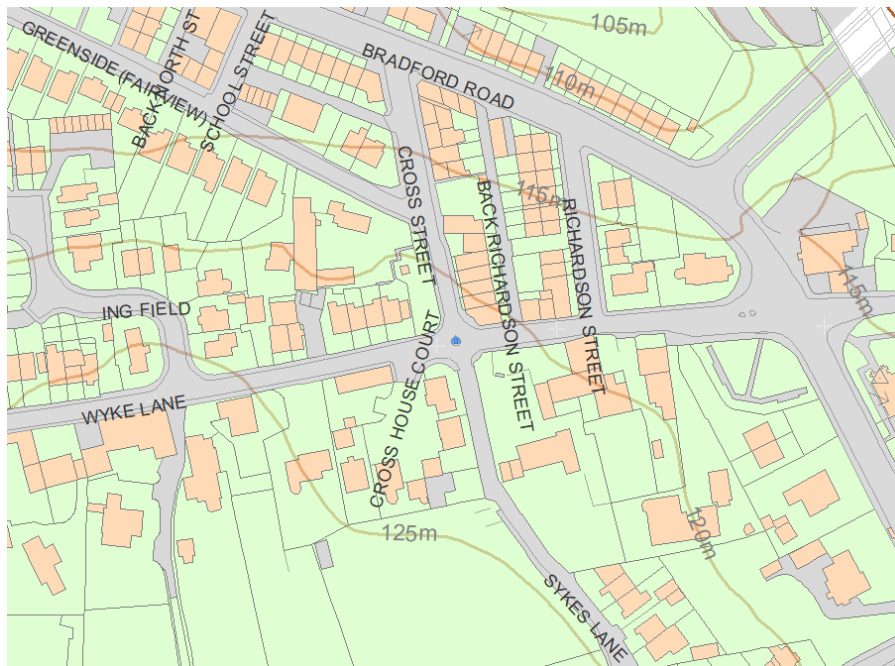 105m
BACK NORTH ST
SCHOOL STREET
GREENSIDE (FAIRVIEW)
BRADFORD ROAD
110m
CROSS STREET
BACK RICHARDSON STREET
115m
RICHARDSON STREET
115m
ING FIELD
CROSS HOUSE COURT
WYKE LANE
125m
120m
SYKES LANE